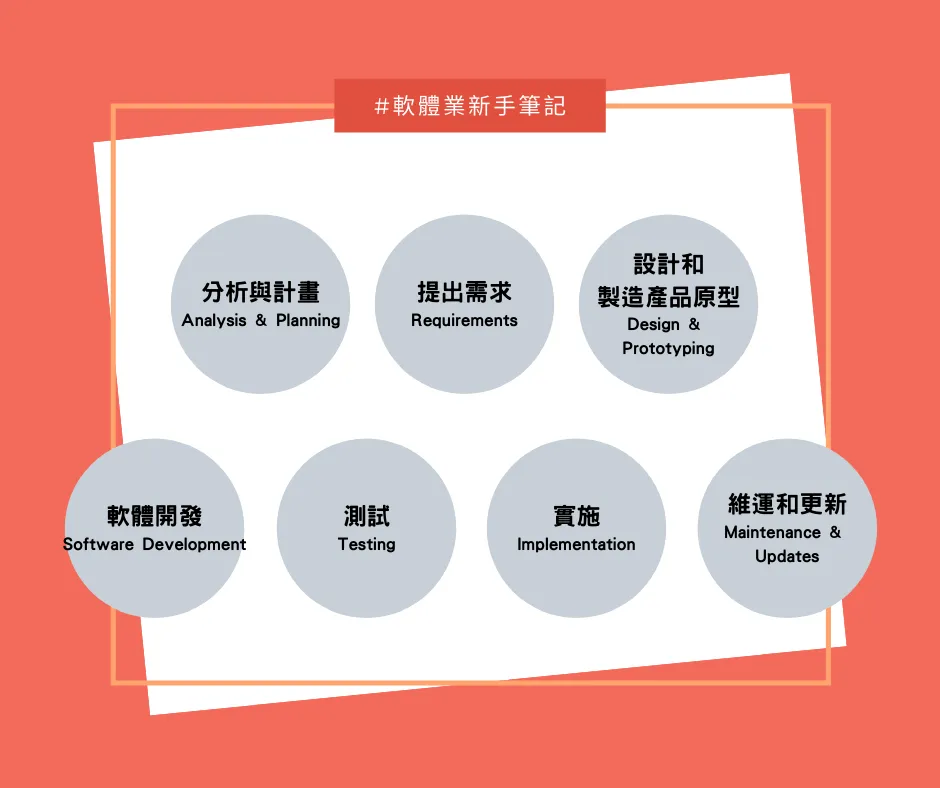 #軟體業新手筆記
分析與計畫
Analysis & Planning
提出需求
Requirements
設計和
製造產品原型
Design &
Prototyping
軟體開發
Software Development
測試
Testing
實施
Implementation
維運和更新
Maintenance &
Updates